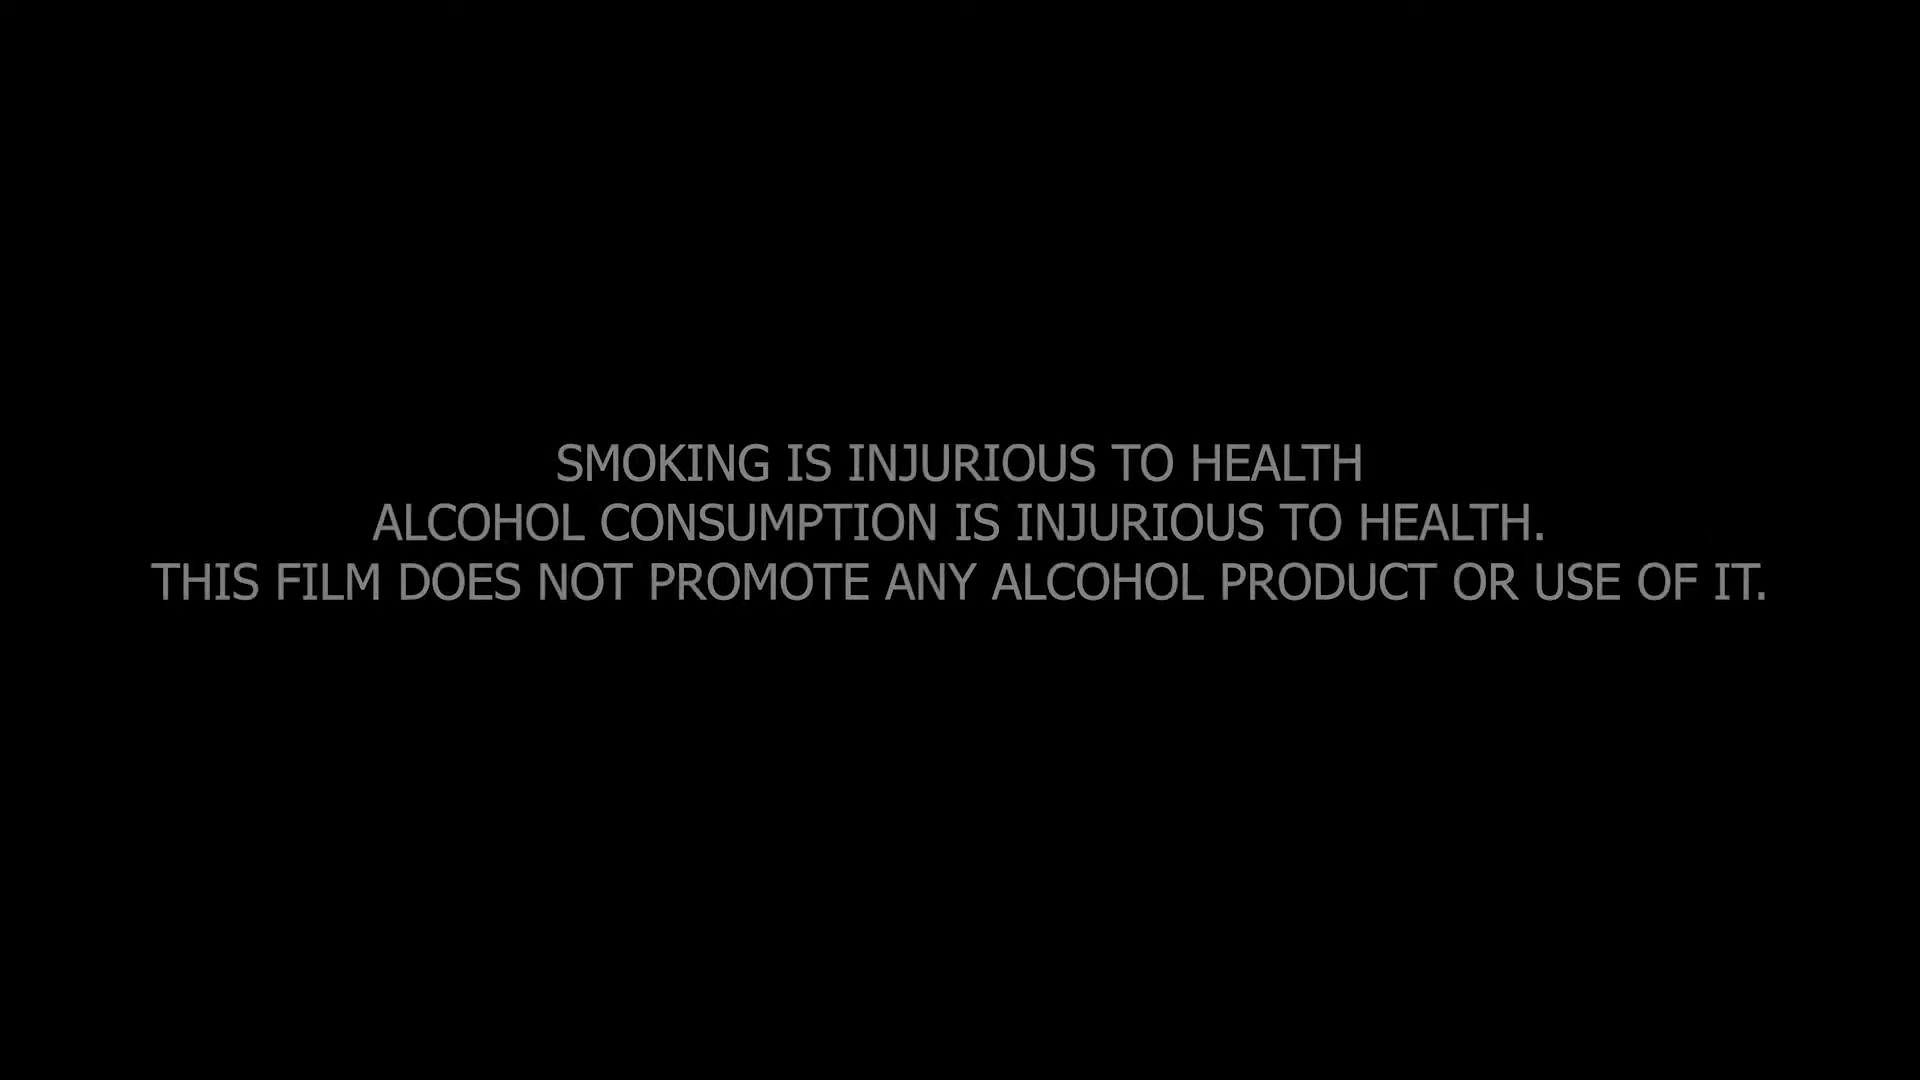 SMOKING IS INJURIOUS TO HEALTH
ALCOHOL CONSUMPTION IS INJURIOUS TO HEALTH.
THIS FILM DOES NOT PROMOTE ANY ALCOHOL PRODUCT OR USE OF IT.